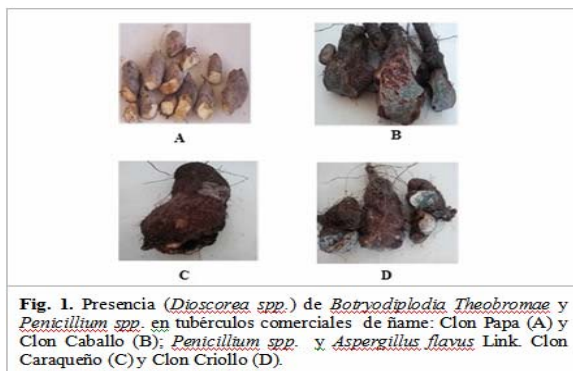 A
B
C
D
Fig. 1. Presencia (Dioscorea spp.) de Botryodiplodia Theobromae y
Penicillium spp. en tubérculos comerciales de ñame: Clon Papa (A) y
Clon Caballo (B); Penicillium spp. y Aspergillus flavus Link. Clon
Caraqueño (C) y Clon Criollo (D).